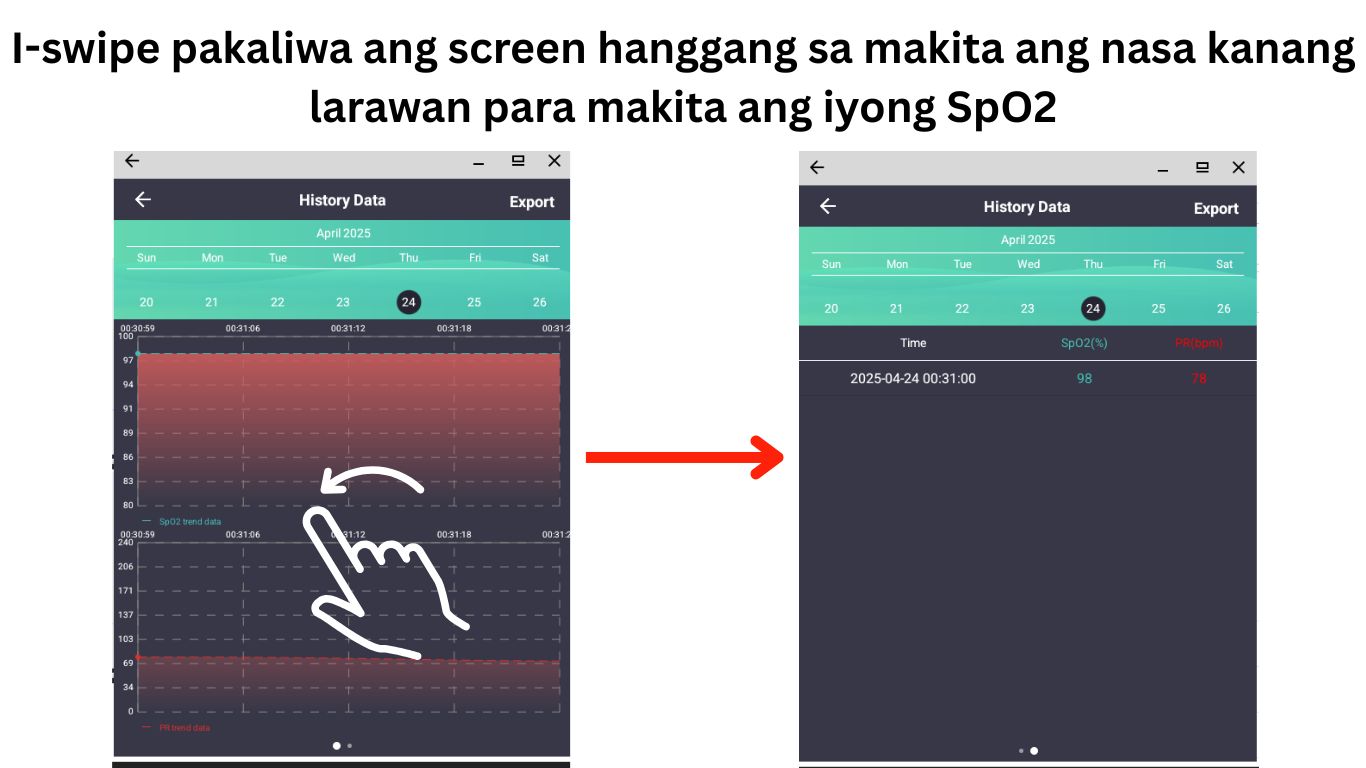 I-swipe pakaliwa ang screen hanggang sa makita ang nasa kanang
larawan para makita ang iyong SpO2
History Data
Export
April 2025
Sun Mon Tue Wed Thu Fri Sat
20 21 22 23 24 25 26
00:30:59 00:31:06 00:31:12 00:31:18 00:31:2
100
97
94
91
89
86
83
80
SpO2 trend data
00:30:59 00:31:06 31:12 00:31:18 00:31:2
240
206
171
137
103
69
34
0
PR trend data
History Data
Export
April 2025
Sun Mon Tue Wed Thu Fri Sat
20 21 22 23 24 25 26
Time SpO2(%) PR(bpm)
2025-04-24 00:31:00 98 78